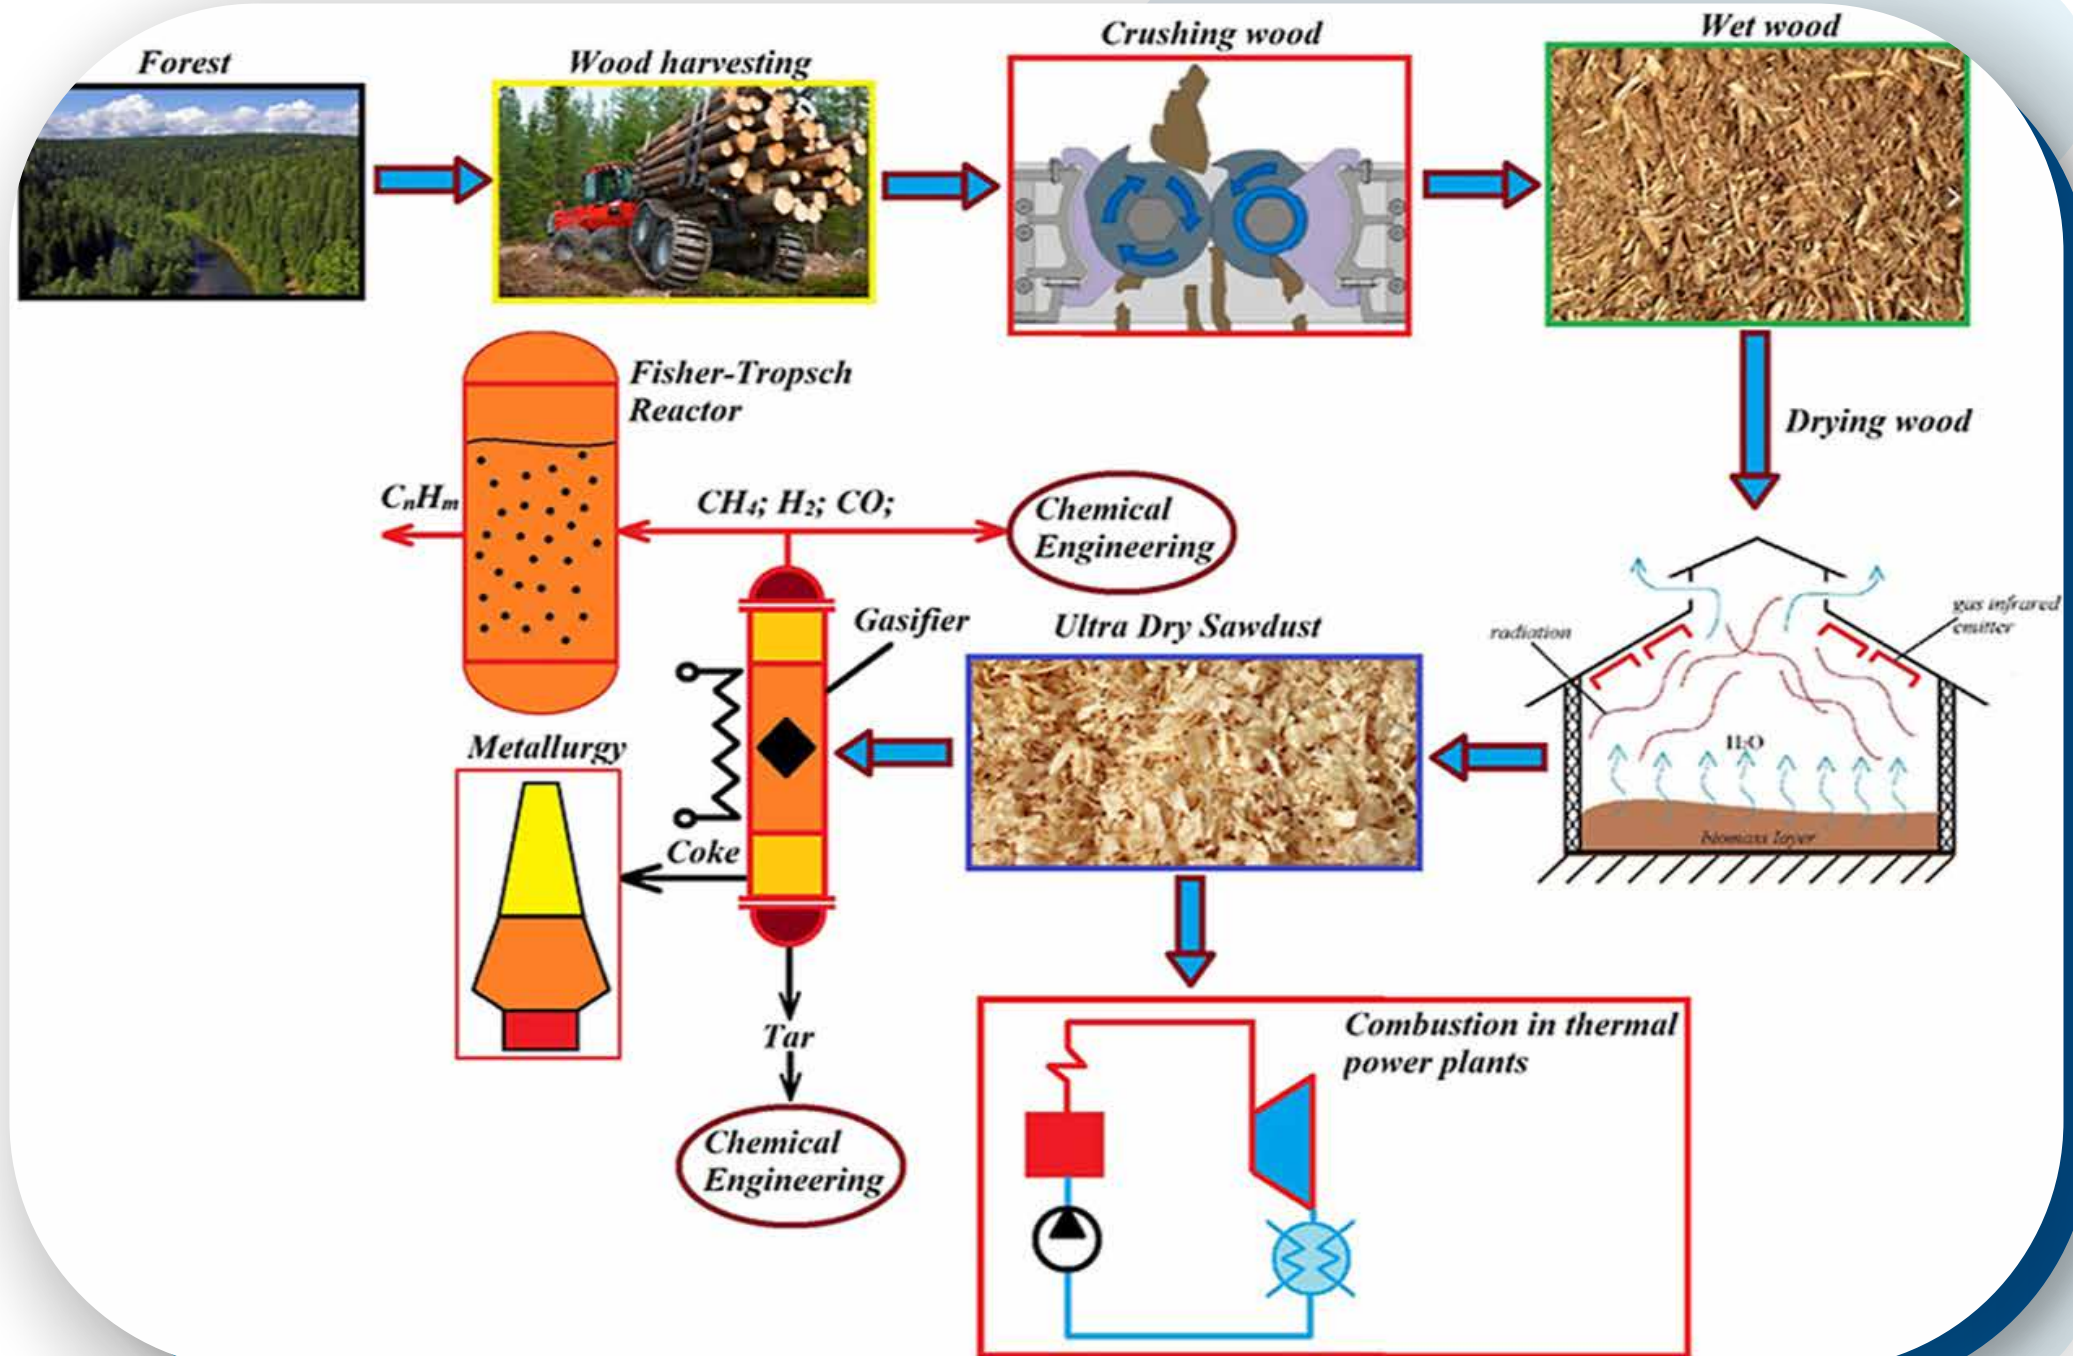 Forest
Wood harvesting
Crushing wood
Wet wood
Drying wood
Fisher-Tropsch
Reactor
CₙHₘ
CH₄; H₂; CO;
Chemical
Engineering
Gasifier
Ultra Dry Sawdust
radiation
gas infrared
emitter
H₂O
biomass layer
Metallurgy
Coke
Tar
Chemical
Engineering
Combustion in thermal
power plants